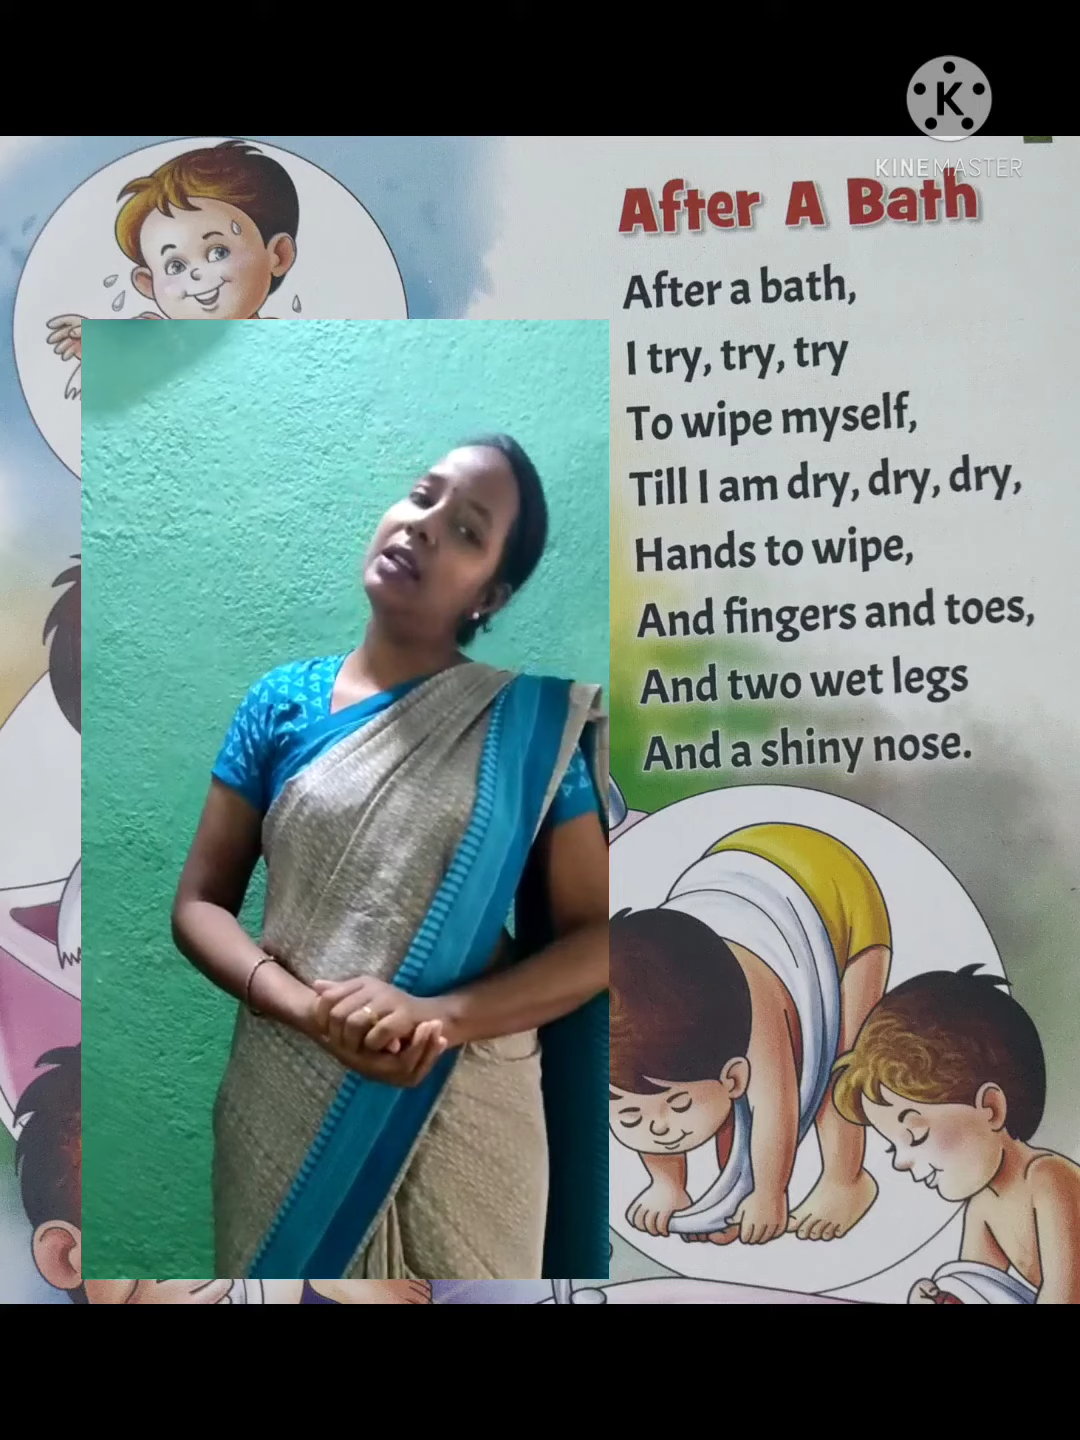 K
KINEMASTER
After A Bath
After a bath,
I try, try, try
To wipe myself,
Till I am dry, dry, dry,
Hands to wipe,
And fingers and toes,
And two wet legs
And a shiny nose.